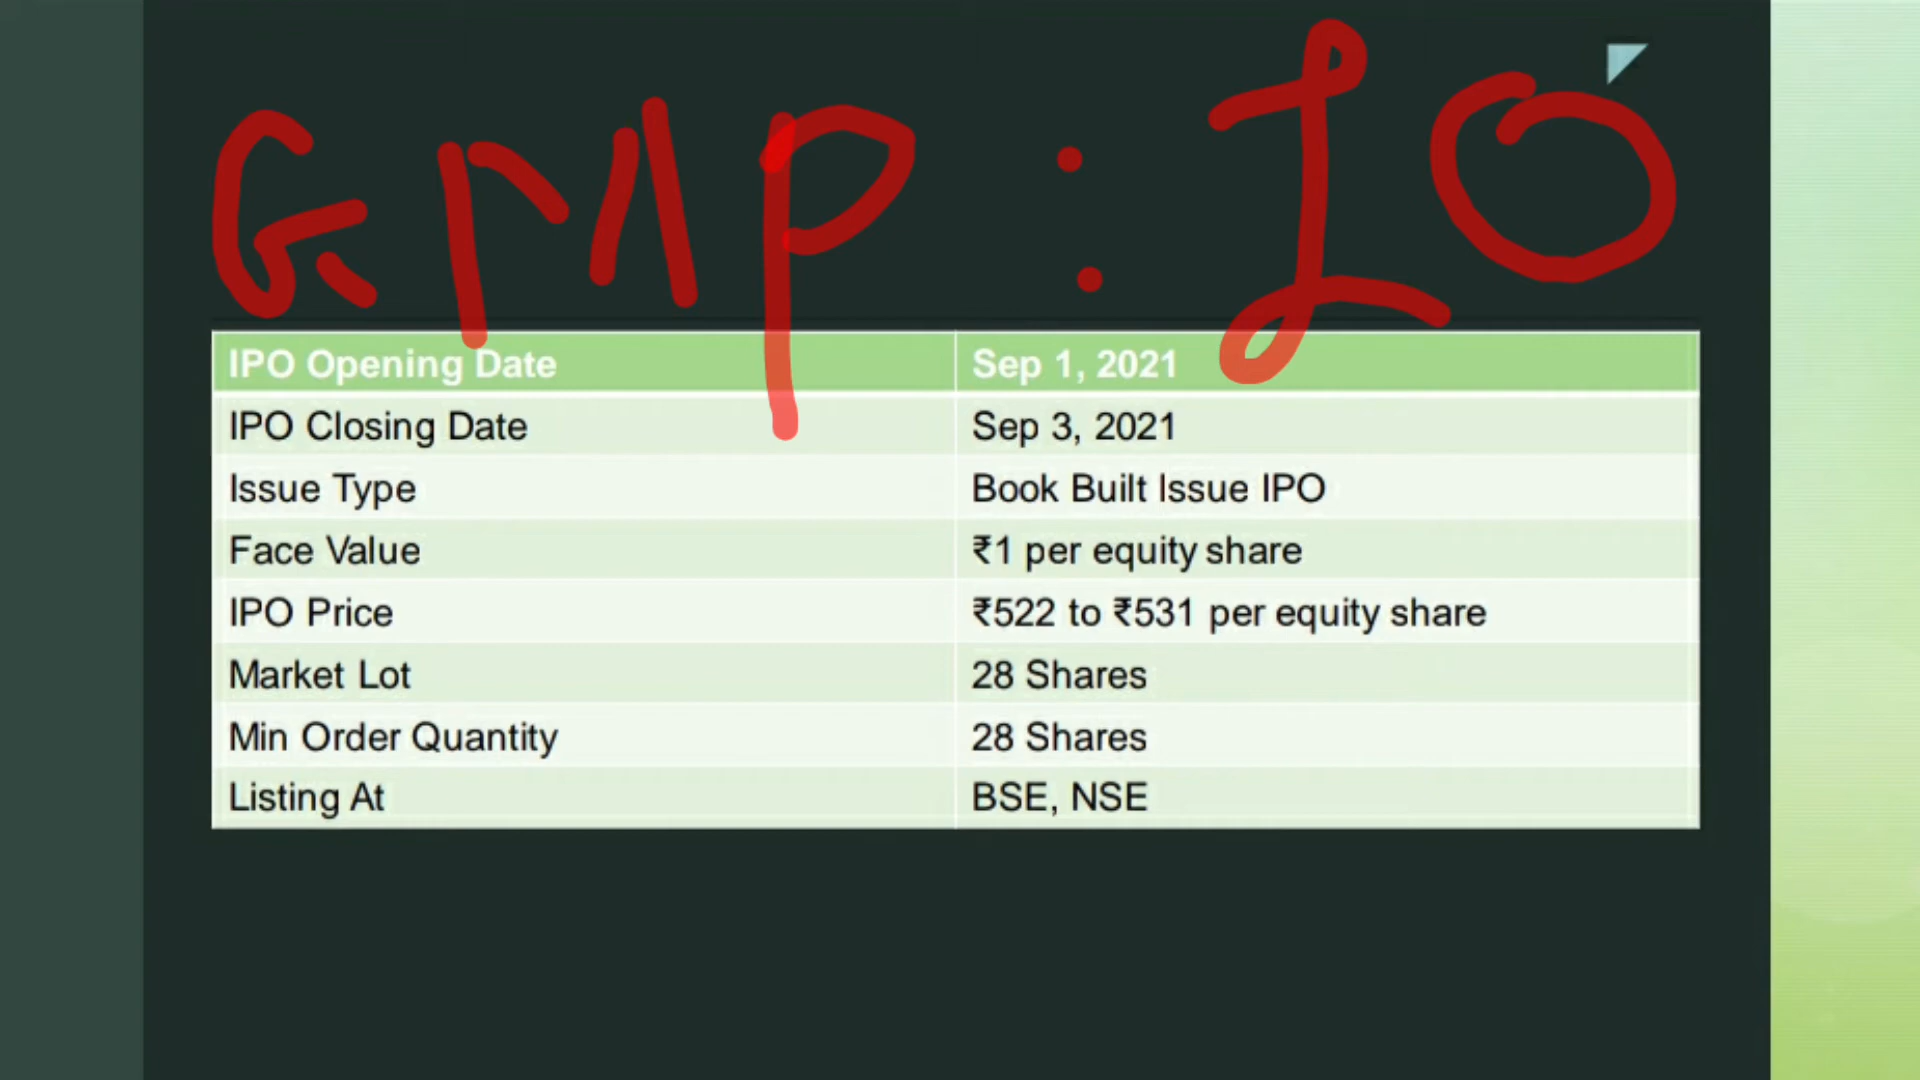 GMP : 10
IPO Opening Date Sep 1, 2021
IPO Closing Date Sep 3, 2021
Issue Type Book Built Issue IPO
Face Value ₹1 per equity share
IPO Price ₹522 to ₹531 per equity share
Market Lot 28 Shares
Min Order Quantity 28 Shares
Listing At BSE, NSE